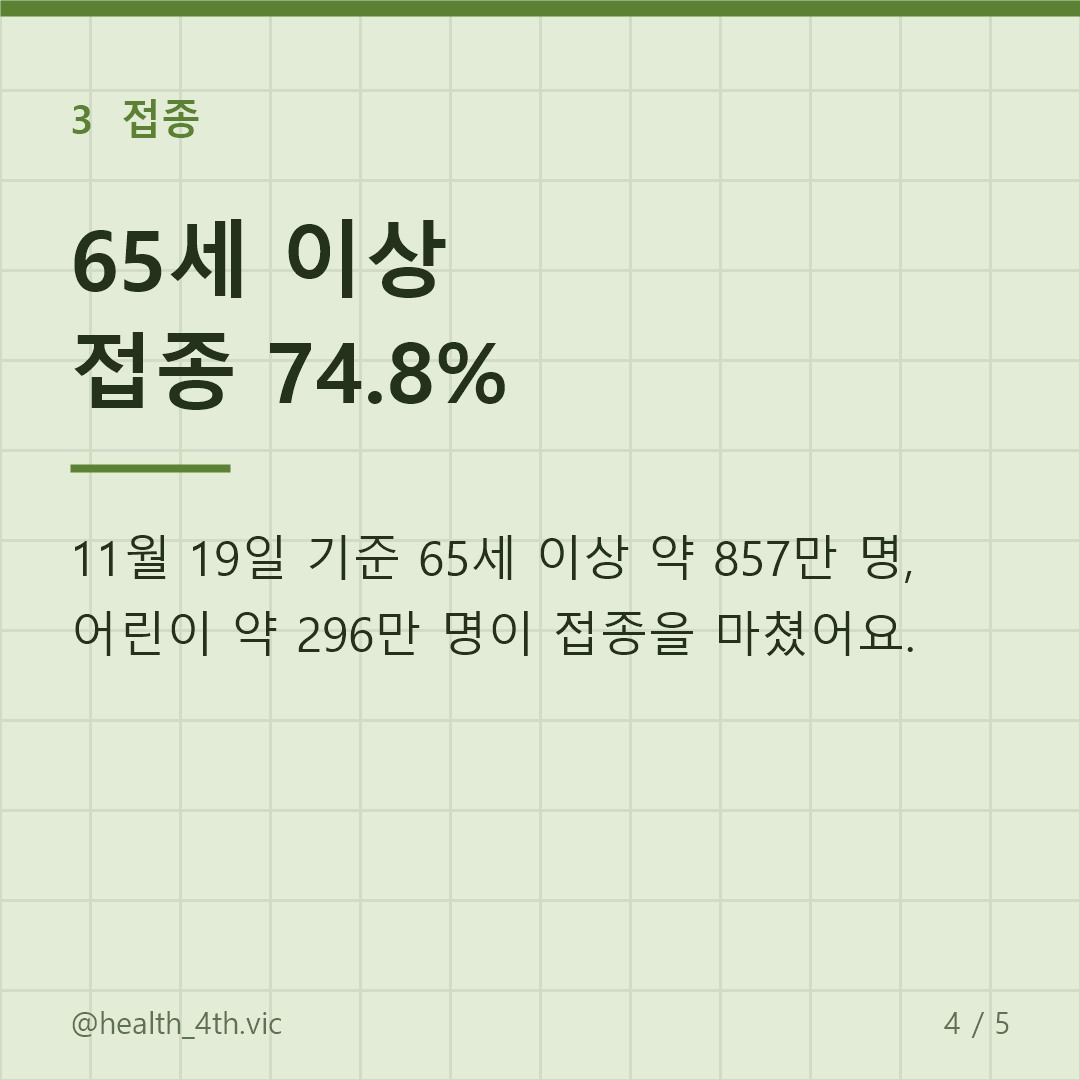 3 접종
65세 이상
접종 74.8%
11월 19일 기준 65세 이상 약 857만 명,
어린이 약 296만 명이 접종을 마쳤어요.
@health_4th.vic
4 / 5